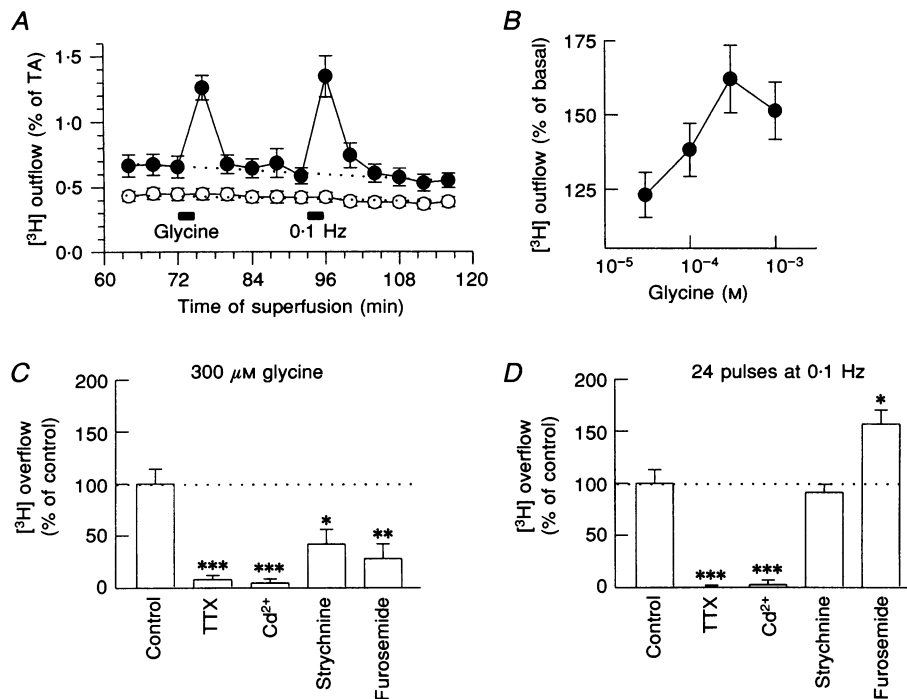 A
[³H] outflow (% of TA)
1·5
1·0
0·5
0·0
Glycine
0·1 Hz
60
72
84
96
108
120
Time of superfusion (min)
B
[³H] outflow (% of basal)
175
150
125
10⁻⁵
10⁻⁴
10⁻³
Glycine (M)
C
300 μM glycine
[³H] overflow
(% of control)
200
150
100
50
0
***
***
*
**
Control
TTX
Cd²⁺
Strychnine
Furosemide
D
24 pulses at 0·1 Hz
[³H] overflow
(% of control)
200
150
100
50
0
***
***
*
Control
TTX
Cd²⁺
Strychnine
Furosemide